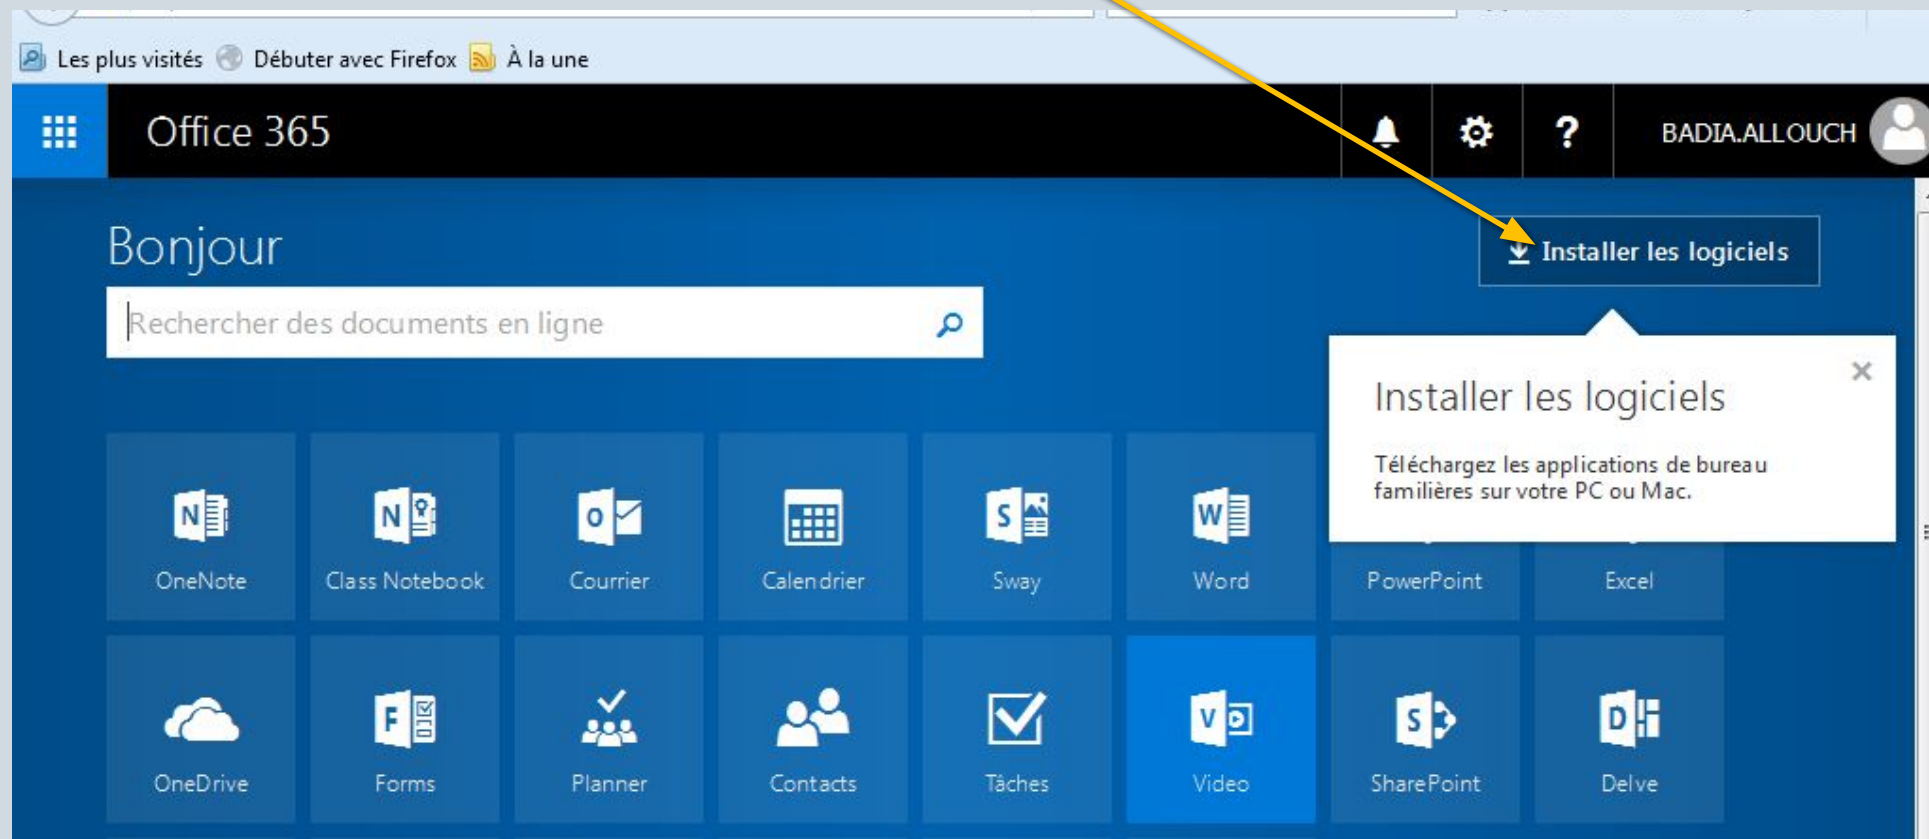 Les plus visités Débuter avec Firefox À la une
Office 365
? BADIA.ALLOUCH
Bonjour
Installer les logiciels
Rechercher des documents en ligne
Installer les logiciels
Téléchargez les applications de bureau
familières sur votre PC ou Mac.
OneNote Class Notebook Courrier Calendrier Sway Word PowerPoint Excel
OneDrive Forms Planner Contacts Tâches Video SharePoint Delve